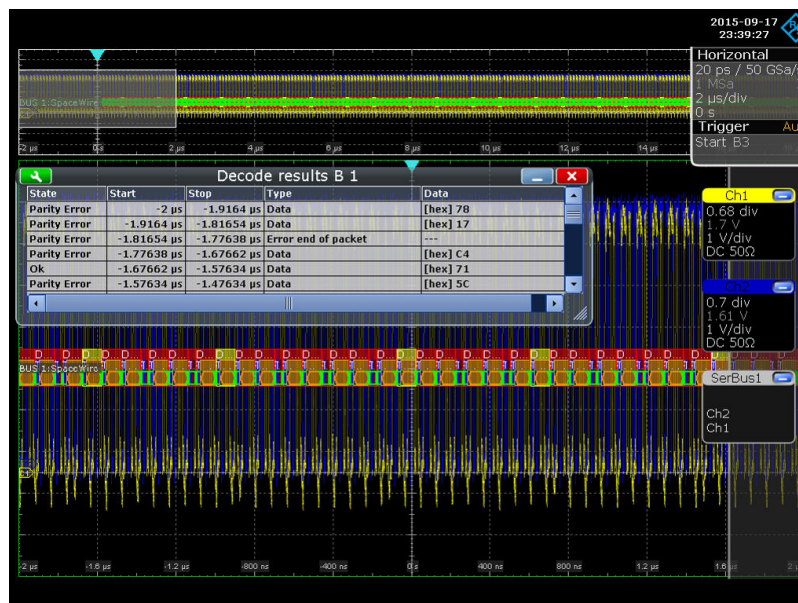 2015-09-17
23:39:27
Horizontal
20 ps / 50 GSa/
1 MSa
2 µs/div
0 s
Trigger Au
Start B3
BUS 1:SpaceWire
-2 µs 0 s 2 µs 4 µs 6 µs 8 µs 10 µs 12 µs 14 µs
Decode results B 1
State Start Stop Type Data
Parity Error -2 µs -1.9164 µs Data [hex] 78
Parity Error -1.9164 µs -1.81654 µs Data [hex] 17
Parity Error -1.81654 µs -1.77638 µs Error end of packet ---
Parity Error -1.77638 µs -1.67662 µs Data [hex] C4
Ok -1.67662 µs -1.57634 µs Data [hex] 71
Parity Error -1.57634 µs -1.47634 µs Data [hex] 5C
Ch1
0.68 div
1.7 V
1 V/div
DC 50Ω
Ch2
0.7 div
1.61 V
1 V/div
DC 50Ω
BUS 1:SpaceWire
SerBus1
Ch2
Ch1
-2 µs -1.6 µs -1.2 µs -800 ns -400 ns 0 s 400 ns 800 ns 1.2 µs 1.6 2 µ